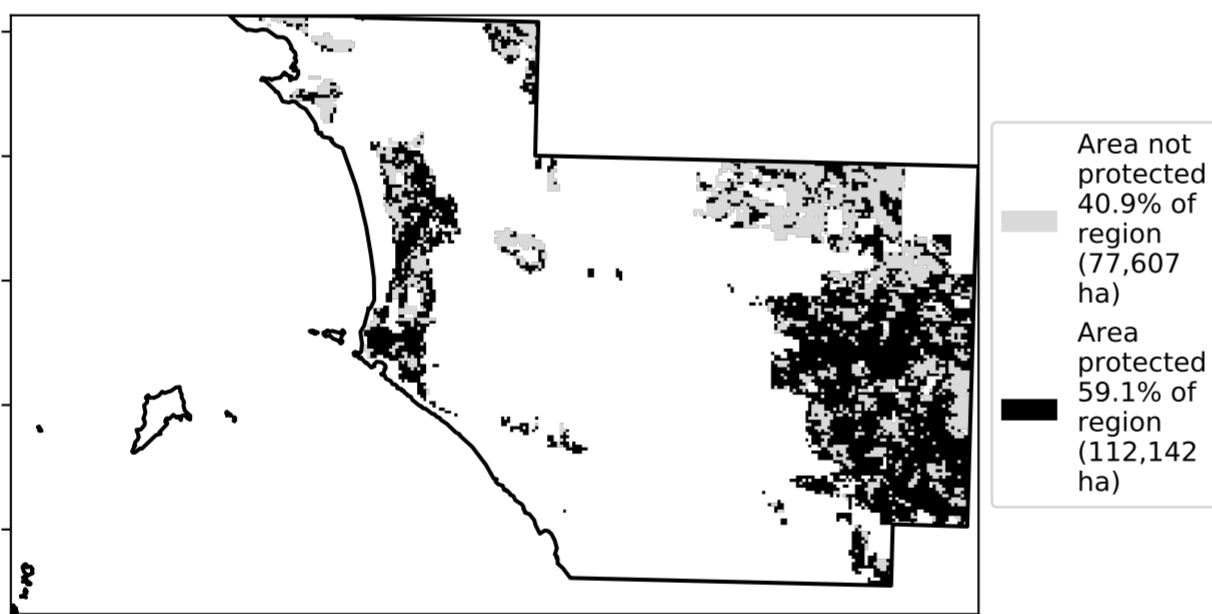 Area not
protected
40.9% of
region
(77,607
ha)
Area
protected
59.1% of
region
(112,142
ha)